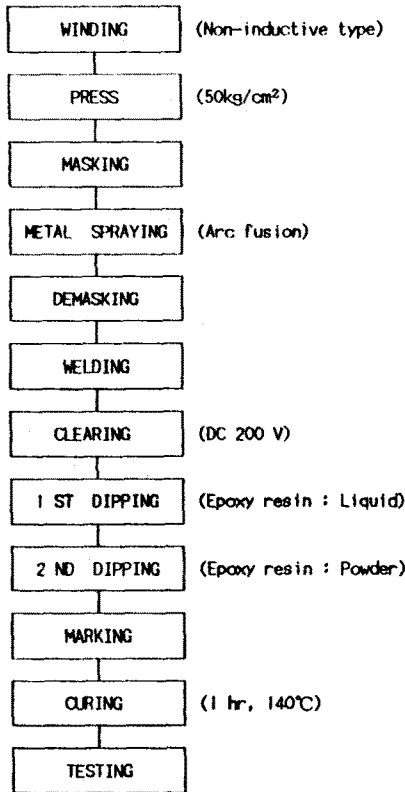 WINDING (Non-inductive type)
PRESS (50kg/cm²)
MASKING
METAL SPRAYING (Arc fusion)
DEMASKING
WELDING
CLEARING (DC 200 V)
1 ST DIPPING (Epoxy resin : Liquid)
2 ND DIPPING (Epoxy resin : Powder)
MARKING
CURING (1 hr, 140℃)
TESTING